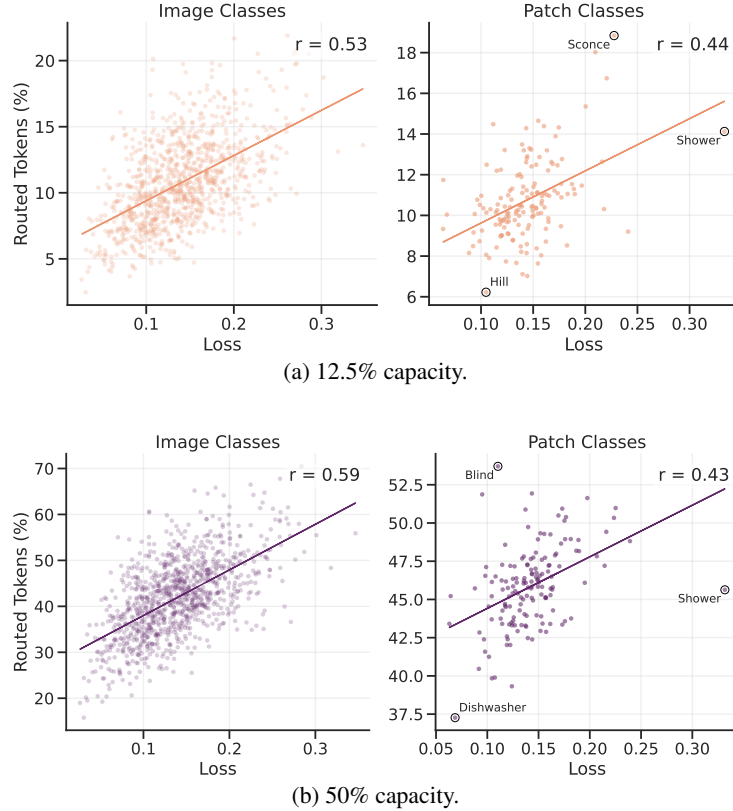 Image Classes
Patch Classes
r = 0.53
r = 0.44
Routed Tokens (%)
20
15
10
5
18
16
14
12
10
8
6
Sconce
Shower
Hill
0.1 0.2 0.3
0.10 0.15 0.20 0.25 0.30
Loss
Loss
(a) 12.5% capacity.
Image Classes
Patch Classes
r = 0.59
r = 0.43
Routed Tokens (%)
70
60
50
40
30
20
52.5
50.0
47.5
45.0
42.5
40.0
37.5
Blind
Shower
Dishwasher
0.1 0.2 0.3
0.05 0.10 0.15 0.20 0.25 0.30
Loss
Loss
(b) 50% capacity.